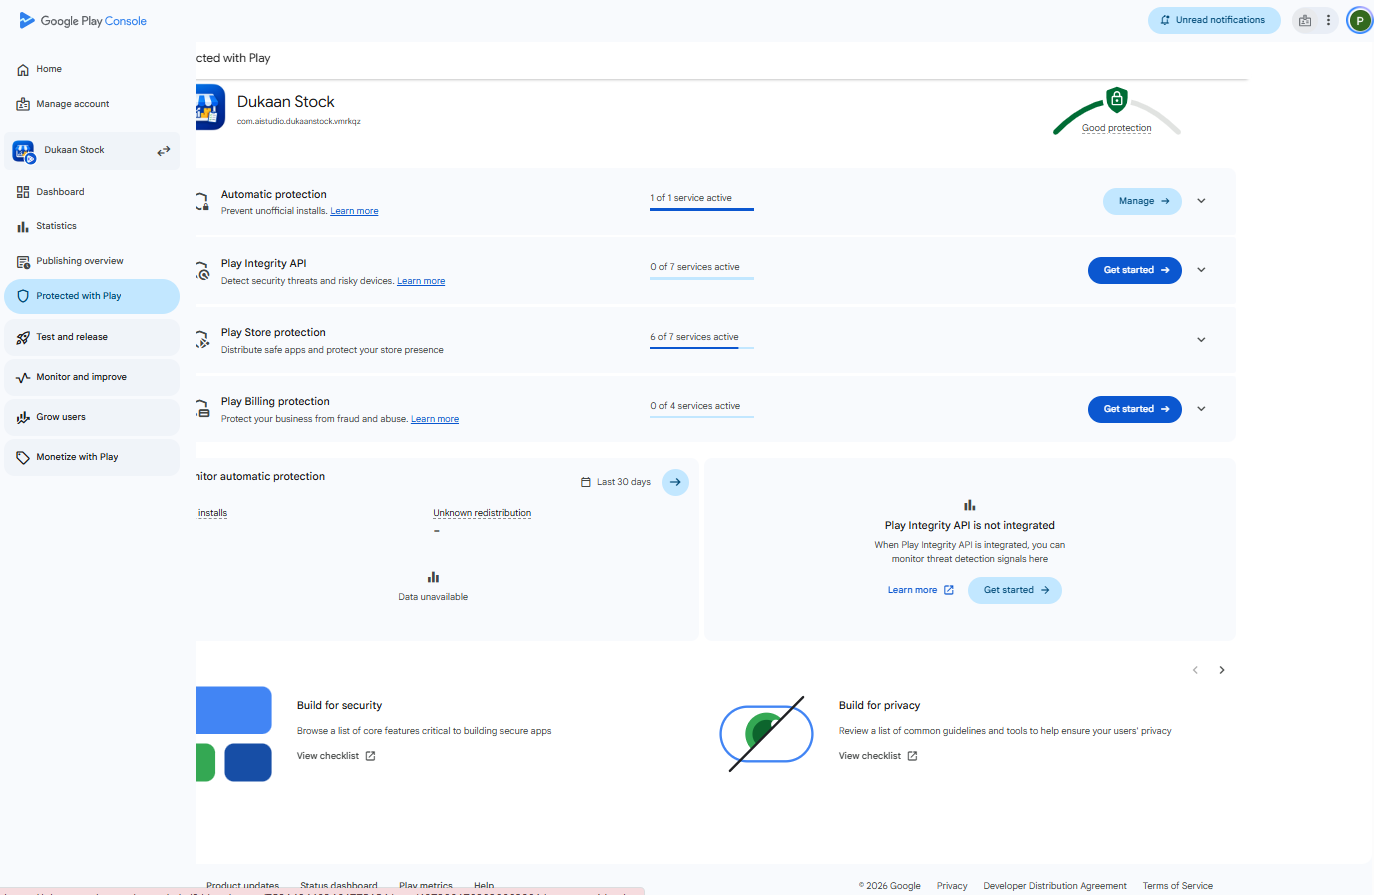 Google Play Console
Unread notifications
P
Home
Manage account
Dukaan Stock
Dashboard
Statistics
Publishing overview
Protected with Play
Test and release
Monitor and improve
Grow users
Monetize with Play
cted with Play
Dukaan Stock
com.aistudio.dukaanstock.vmrkqz
Good protection
Automatic protection
Prevent unofficial installs. Learn more
1 of 1 service active
Manage
Play Integrity API
Detect security threats and risky devices. Learn more
0 of 7 services active
Get started
Play Store protection
Distribute safe apps and protect your store presence
6 of 7 services active
Play Billing protection
Protect your business from fraud and abuse. Learn more
0 of 4 services active
Get started
nitor automatic protection
Last 30 days
installs
Unknown redistribution
–
Data unavailable
Play Integrity API is not integrated
When Play Integrity API is integrated, you can
monitor threat detection signals here
Learn more
Get started
Build for security
Browse a list of core features critical to building secure apps
View checklist
Build for privacy
Review a list of common guidelines and tools to help ensure your users' privacy
View checklist
Product updates
Status dashboard
Play metrics
Help
© 2026 Google
Privacy
Developer Distribution Agreement
Terms of Service